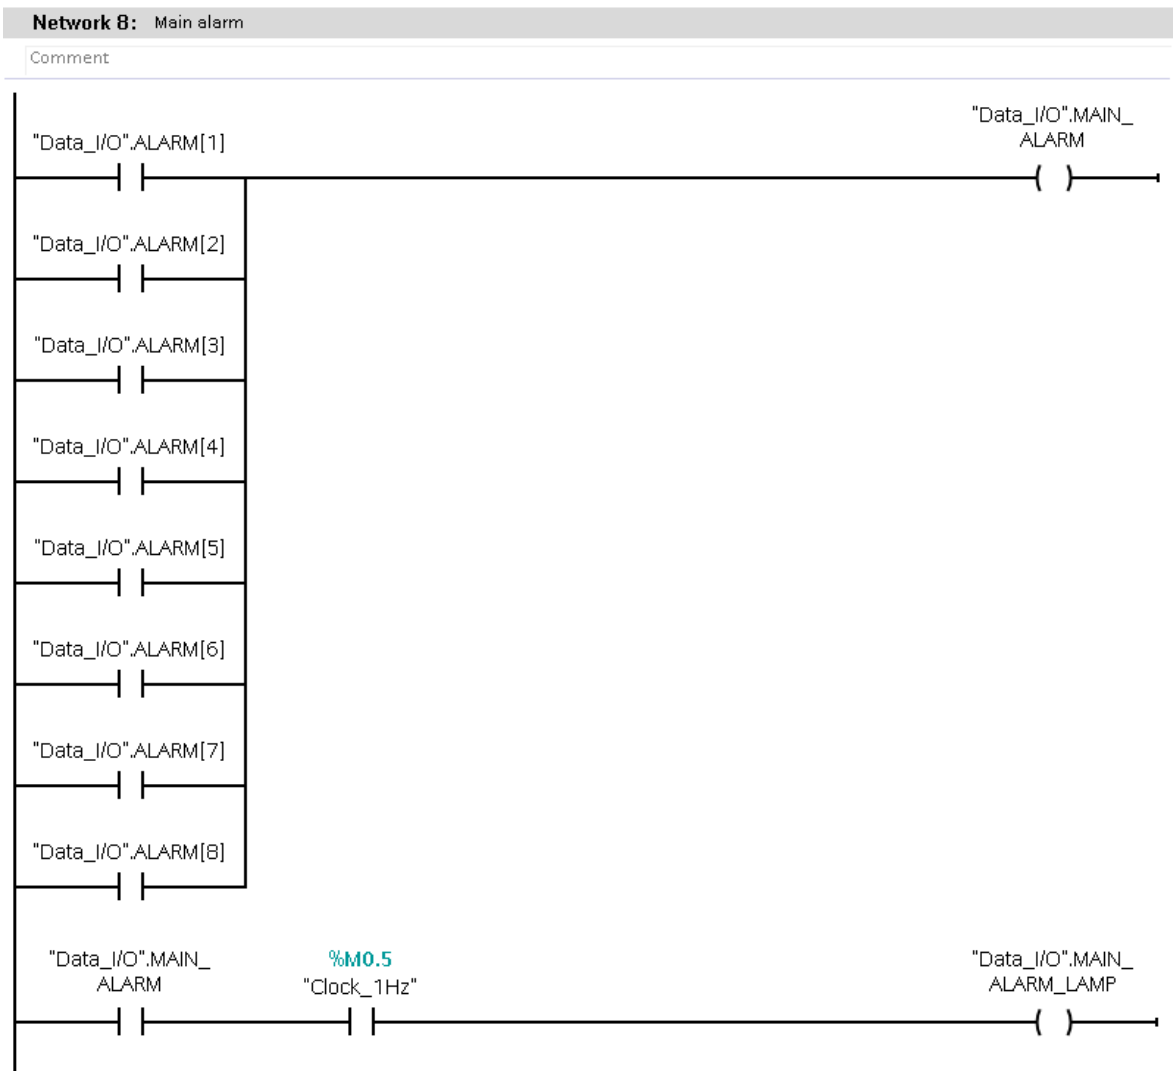 Network 8: Main alarm
Comment
"Data_I/O".MAIN_
ALARM
"Data_I/O".ALARM[1]
"Data_I/O".ALARM[2]
"Data_I/O".ALARM[3]
"Data_I/O".ALARM[4]
"Data_I/O".ALARM[5]
"Data_I/O".ALARM[6]
"Data_I/O".ALARM[7]
"Data_I/O".ALARM[8]
"Data_I/O".MAIN_
ALARM
%M0.5
"Clock_1Hz"
"Data_I/O".MAIN_
ALARM_LAMP